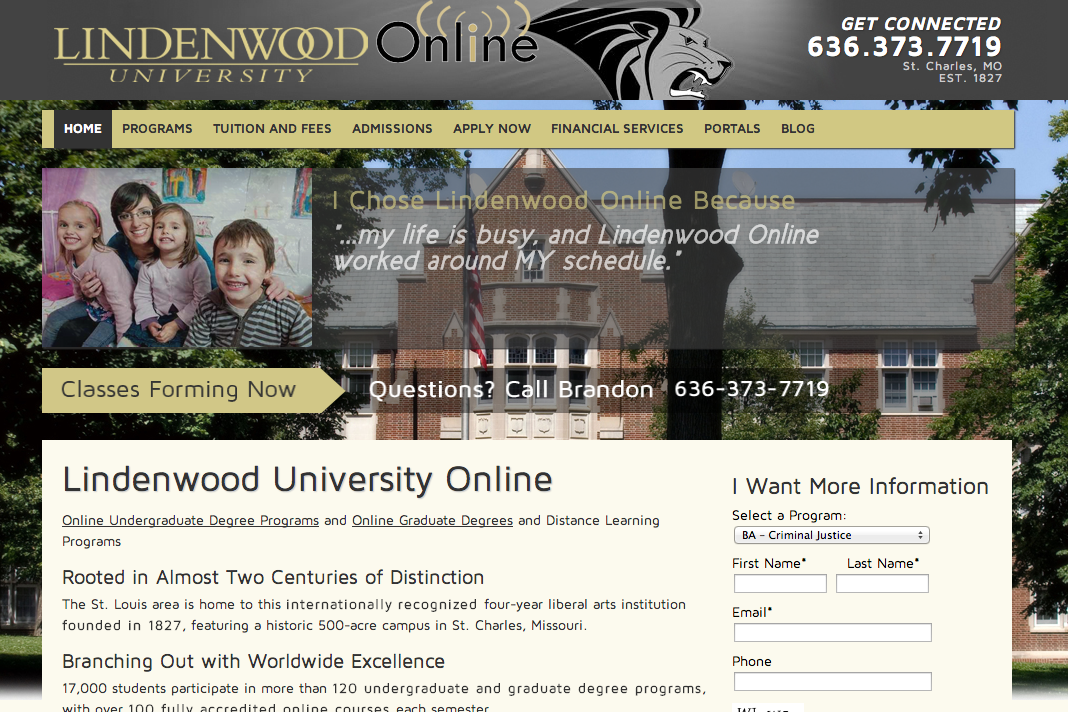 LINDENWOOD Online
UNIVERSITY
GET CONNECTED
636.373.7719
St. Charles, MO
EST. 1827
HOME PROGRAMS TUITION AND FEES ADMISSIONS APPLY NOW FINANCIAL SERVICES PORTALS BLOG
I Chose Lindenwood Online Because
"...my life is busy, and Lindenwood Online
worked around MY schedule."
Classes Forming Now
Questions? Call Brandon 636-373-7719
Lindenwood University Online
Online Undergraduate Degree Programs and Online Graduate Degrees and Distance Learning
Programs
Rooted in Almost Two Centuries of Distinction
The St. Louis area is home to this internationally recognized four-year liberal arts institution
founded in 1827, featuring a historic 500-acre campus in St. Charles, Missouri.
Branching Out with Worldwide Excellence
17,000 students participate in more than 120 undergraduate and graduate degree programs,
with over 100 fully accredited online courses each semester.
I Want More Information
Select a Program:
BA - Criminal Justice
First Name* Last Name*
Email*
Phone